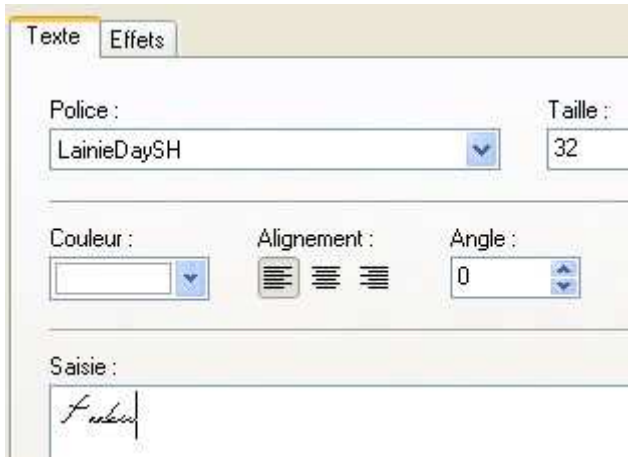 Texte Effets
Police : Taille :
LainieDaySH 32
Couleur : Alignement : Angle :
0
Saisie :